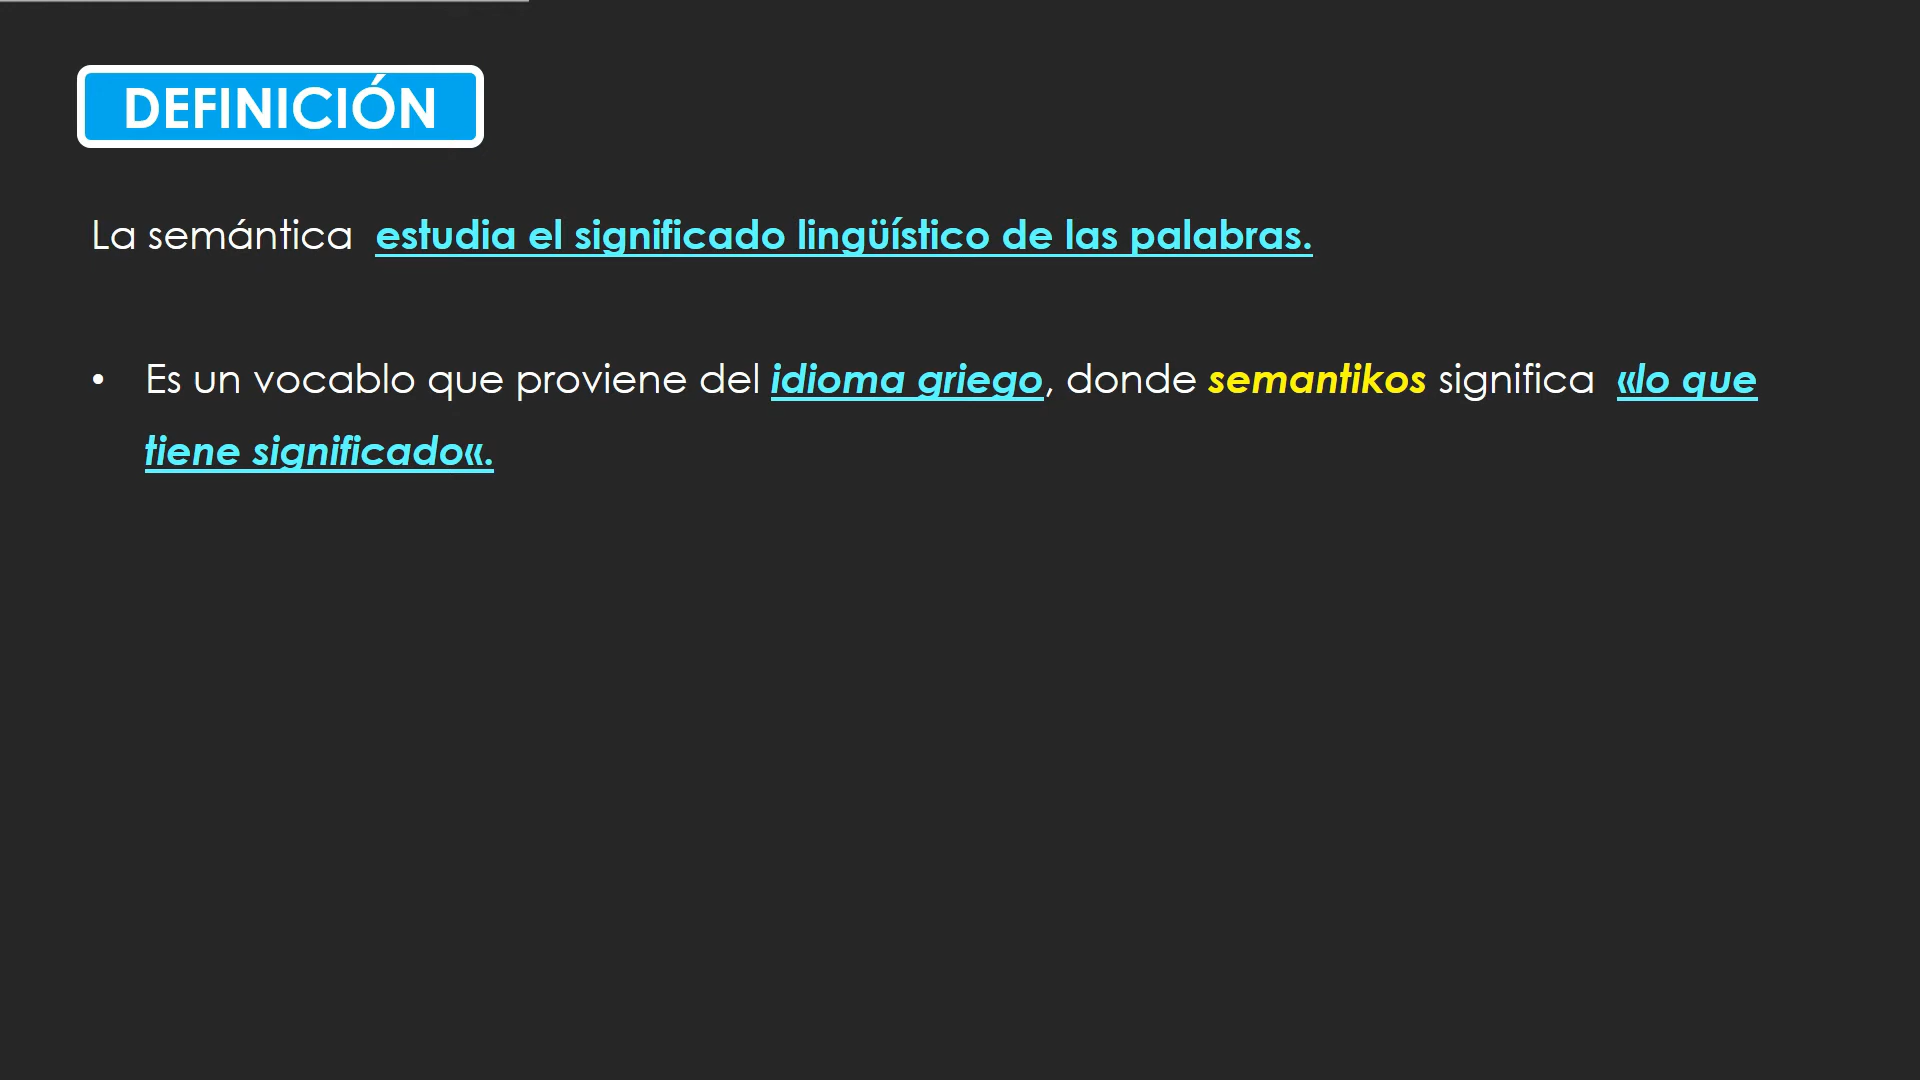 DEFINICIÓN
La semántica estudia el significado lingüístico de las palabras.
• Es un vocablo que proviene del idioma griego, donde semantikos significa «lo que
tiene significado«.